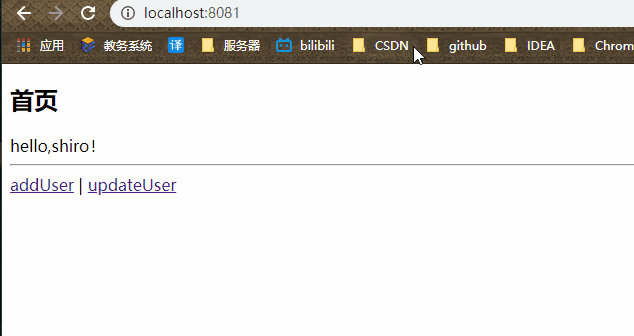 localhost:8081
应用 教务系统 译 服务器 bilibili CSDN github IDEA Chrom
首页
hello,shiro!
addUser | updateUser